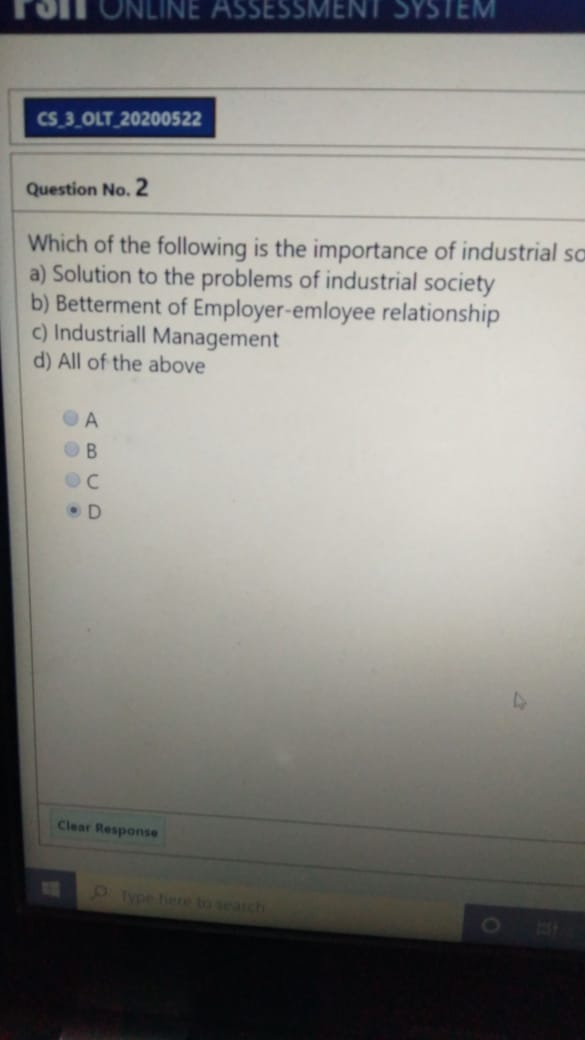 PSIT ONLINE ASSESSMENT SYSTEM
CS_3_OLT_20200522
Question No. 2
Which of the following is the importance of industrial so
a) Solution to the problems of industrial society
b) Betterment of Employer-emloyee relationship
c) Industriall Management
d) All of the above
A
B
C
D
Clear Response
Type here to search